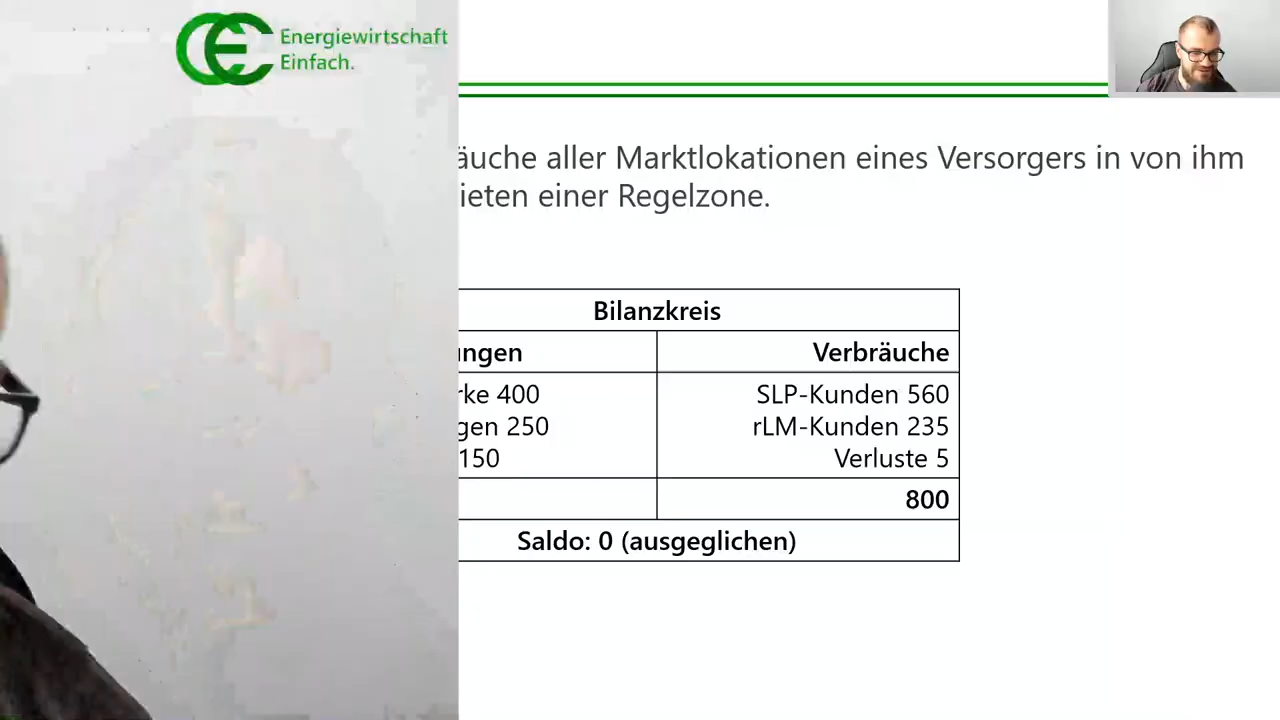 Energiewirtschaft
Einfach.
äuche aller Marktlokationen eines Versorgers in von ihm
ieten einer Regelzone.
Bilanzkreis
ungen Verbräuche
rke 400 SLP-Kunden 560
gen 250 rLM-Kunden 235
150 Verluste 5
800
Saldo: 0 (ausgeglichen)